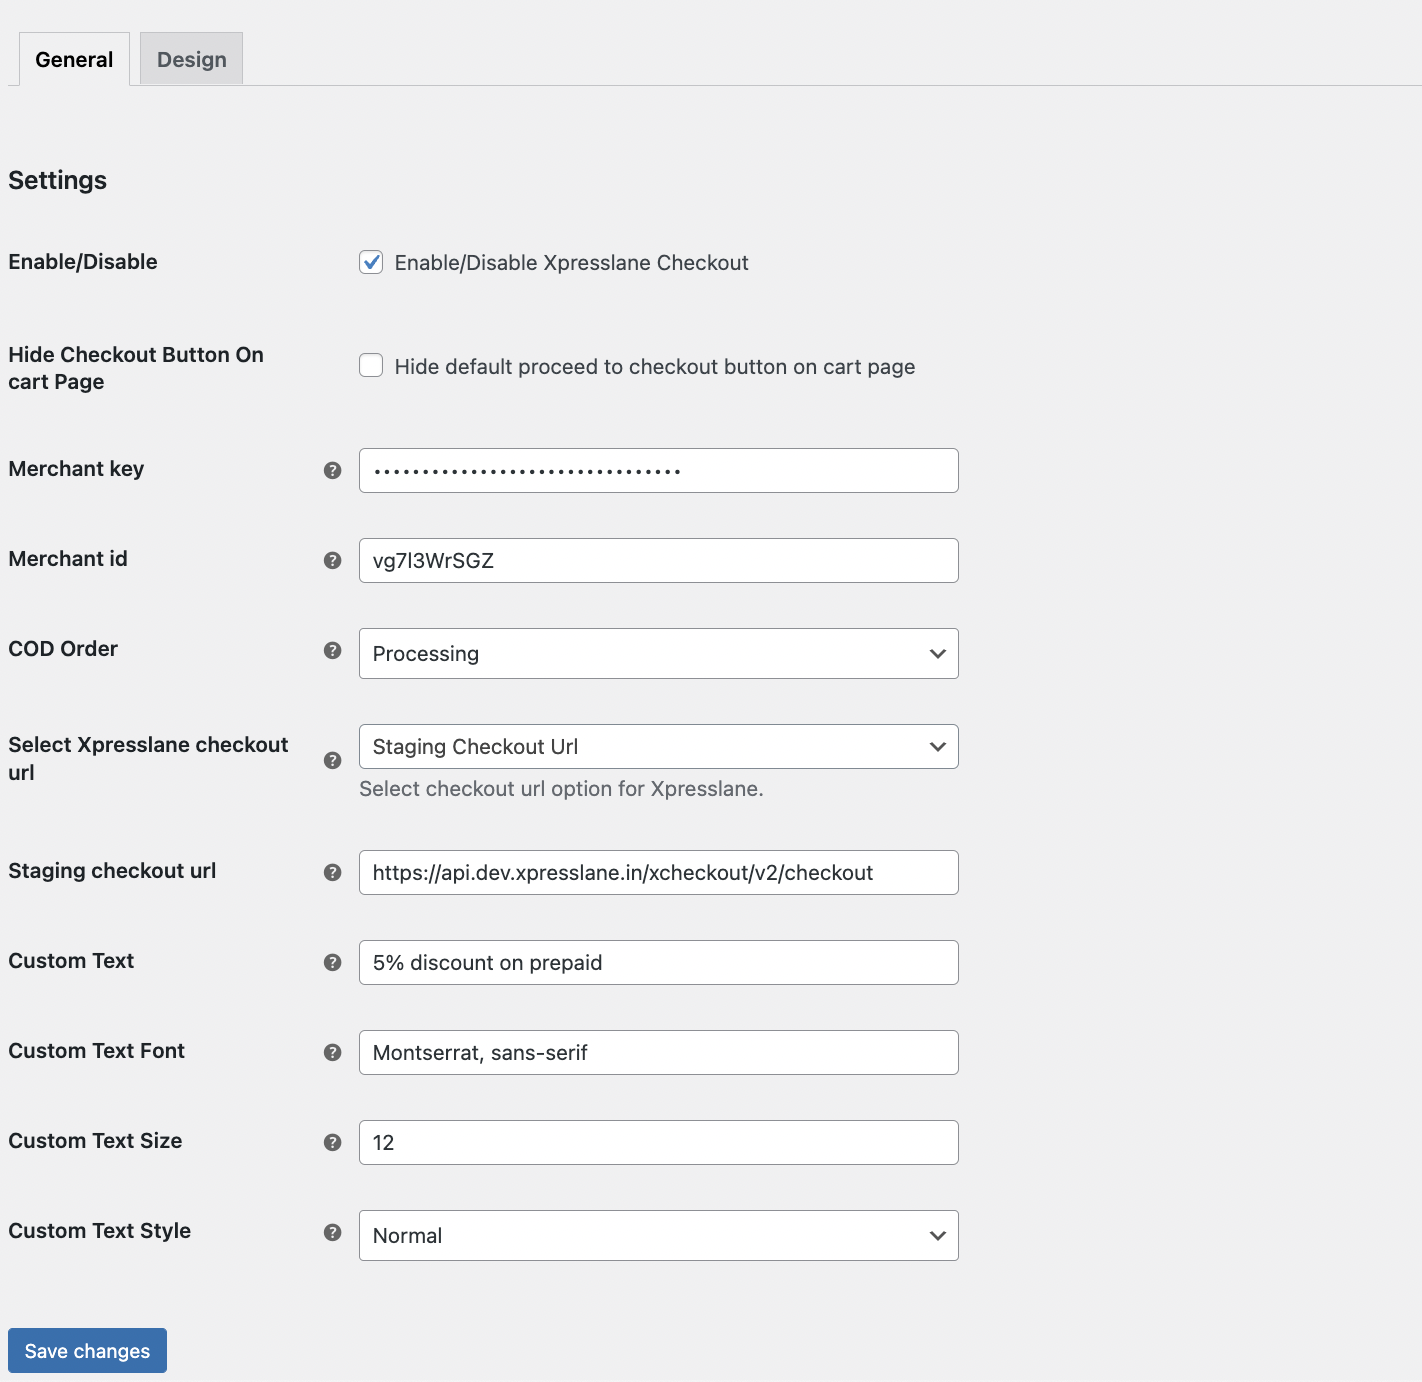 General
Design
Settings
Enable/Disable
Enable/Disable Xpresslane Checkout
Hide Checkout Button On
cart Page
Hide default proceed to checkout button on cart page
Merchant key
••••••••••••••••••••••••••••••••
Merchant id
vg7l3WrSGZ
COD Order
Processing
Select Xpresslane checkout
url
Staging Checkout Url
Select checkout url option for Xpresslane.
Staging checkout url
https://api.dev.xpresslane.in/xcheckout/v2/checkout
Custom Text
5% discount on prepaid
Custom Text Font
Montserrat, sans-serif
Custom Text Size
12
Custom Text Style
Normal
Save changes